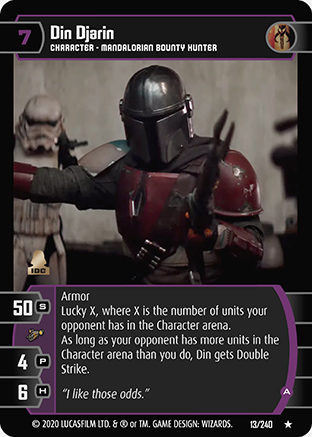 7
Din Djarin
CHARACTER - MANDALORIAN BOUNTY HUNTER
IDC
50 S
4 P
6 H
Armor
Lucky X, where X is the number of units your
opponent has in the Character arena.
As long as your opponent has more units in the
Character arena than you do, Din gets Double
Strike.
“I like those odds.”
A
© 2020 LUCASFILM LTD. & ® or TM. GAME DESIGN: WIZARDS.
13/240 ★